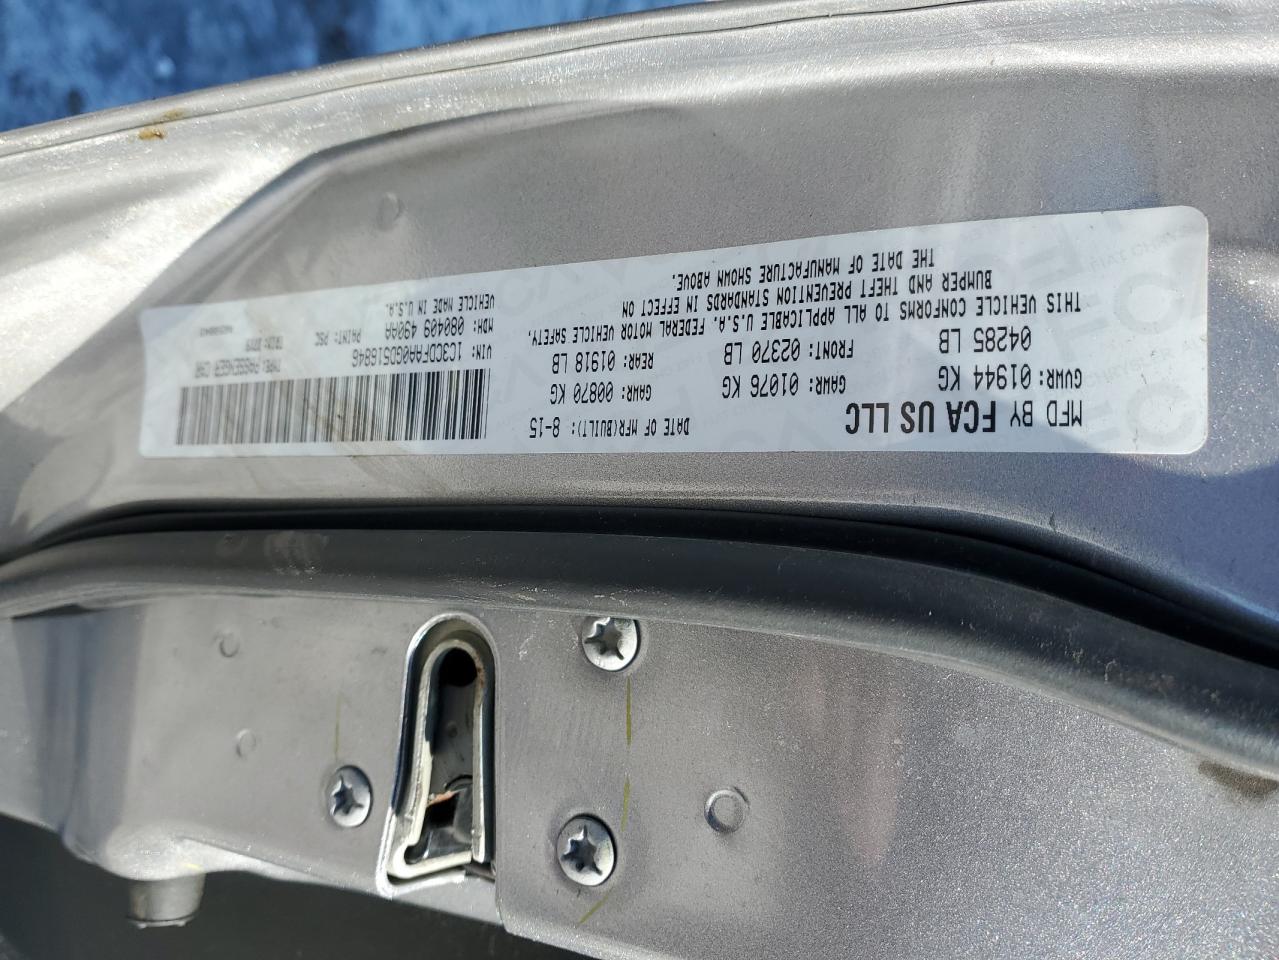 MFD BY FCA US LLC
DATE OF MFR(BUILT): 8-15
GVWR: 01944 KG
04285 LB
GAWR: 01076 KG
FRONT: 02370 LB
GAWR: 00870 KG
REAR: 01918 LB
THIS VEHICLE CONFORMS TO ALL APPLICABLE U.S.A. FEDERAL MOTOR VEHICLE SAFETY,
BUMPER AND THEFT PREVENTION STANDARDS IN EFFECT ON
THE DATE OF MANUFACTURE SHOWN ABOVE.
VIN: 1C3CDFAA0GD516846
TYPE: PASSENGER CAR
MDH: 080409 490AA
PAINT: PSC
VEHICLE MADE IN U.S.A.